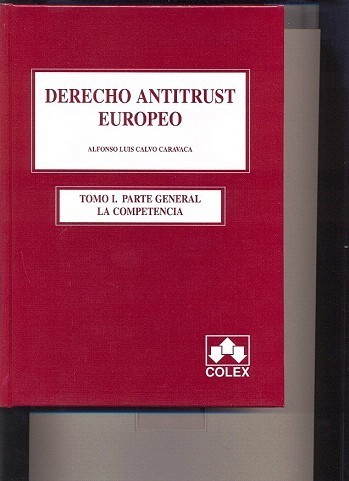 DERECHO ANTITRUST
EUROPEO
ALFONSO LUIS CALVO CARAVACA
TOMO I. PARTE GENERAL
LA COMPETENCIA
COLEX